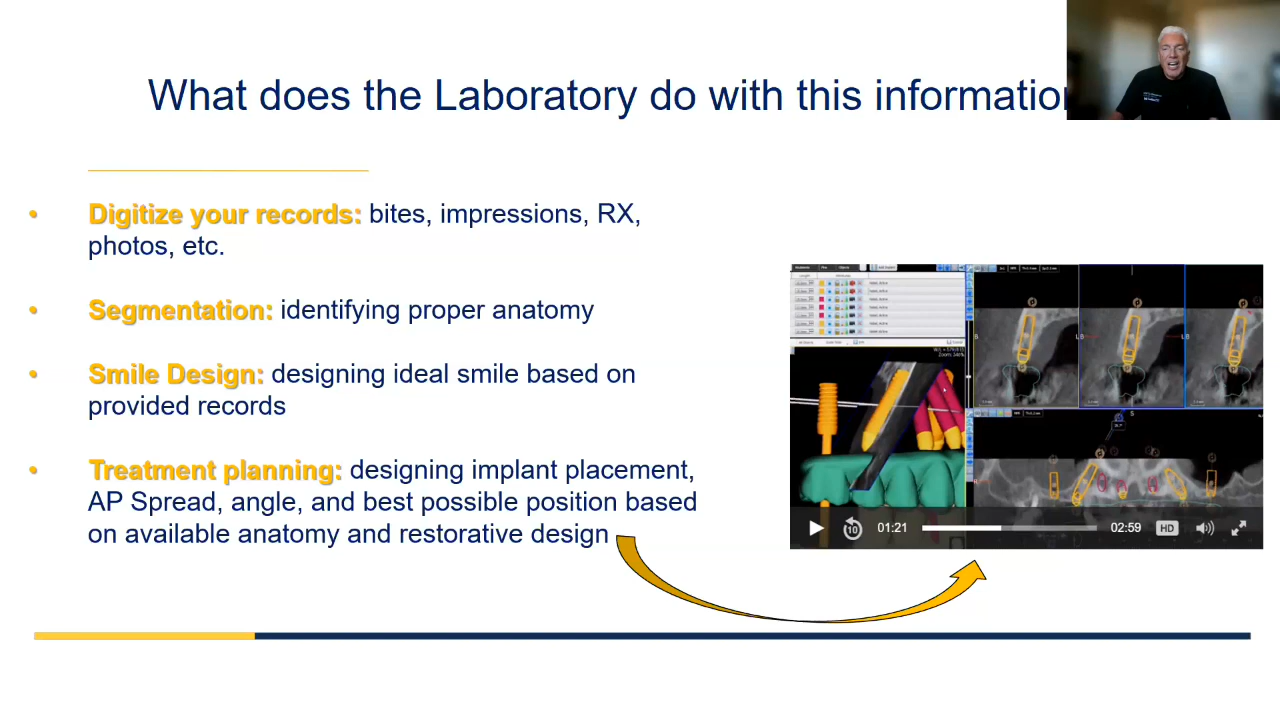 What does the Laboratory do with this information
• Digitize your records: bites, impressions, RX,
photos, etc.
• Segmentation: identifying proper anatomy
• Smile Design: designing ideal smile based on
provided records
• Treatment planning: designing implant placement,
AP Spread, angle, and best possible position based
on available anatomy and restorative design
10
01:21
02:59
HD